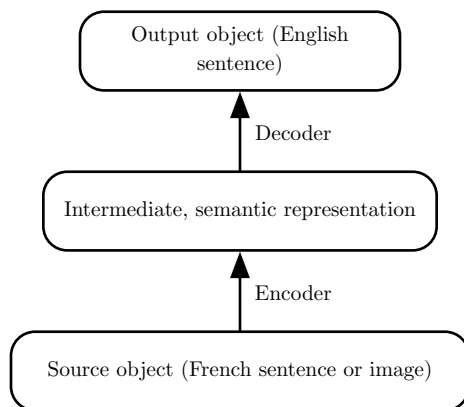 Output object (English
sentence)
Decoder
Intermediate, semantic representation
Encoder
Source object (French sentence or image)